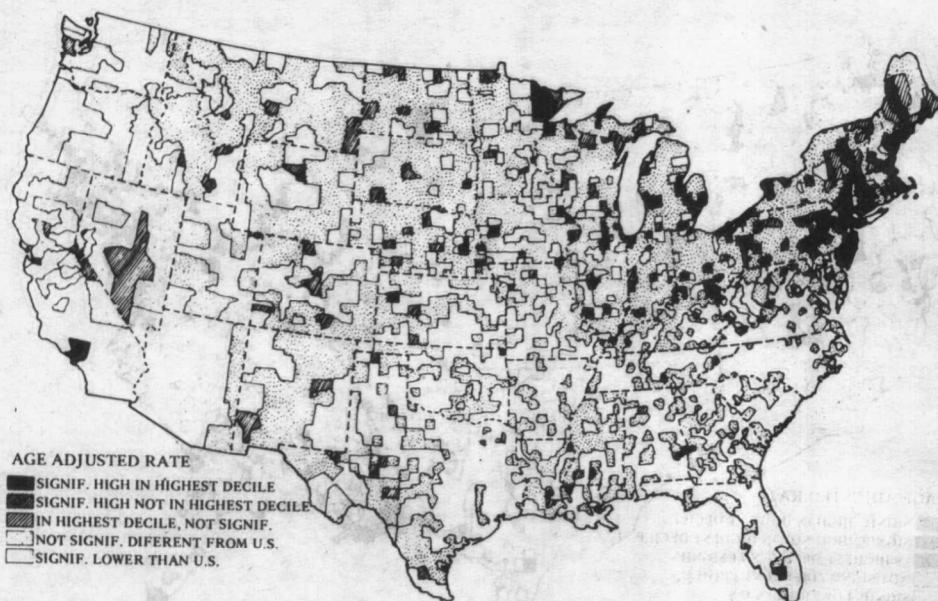 AGE ADJUSTED RATE
SIGNIF. HIGH IN HIGHEST DECILE
SIGNIF. HIGH NOT IN HIGHEST DECILE
IN HIGHEST DECILE, NOT SIGNIF.
NOT SIGNIF. DIFERENT FROM U.S.
SIGNIF. LOWER THAN U.S.